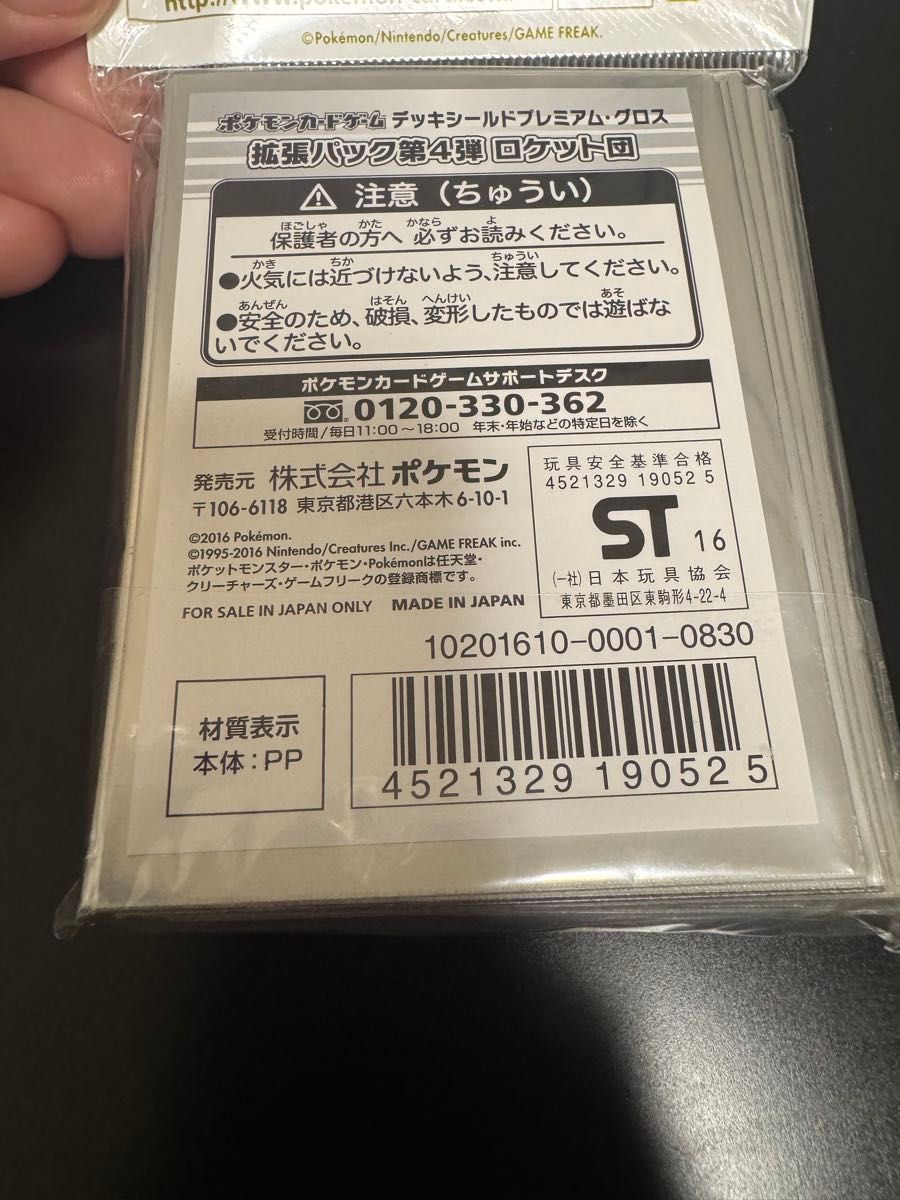 ©Pokémon/Nintendo/Creatures/GAME FREAK.
ポケモンカードゲーム デッキシールドプレミアム・グロス
拡張パック第4弾 ロケット団
⚠ 注意（ちゅうい）
ほごしゃ かた かなら よ
保護者の方へ 必ずお読みください。
かき ちか ちゅうい
●火気には近づけないよう、注意してください。
あんぜん はそん へんけい あそ
●安全のため、破損、変形したものでは遊ばな
いでください。
ポケモンカードゲームサポートデスク
0120-330-362
受付時間/毎日11:00～18:00 年末・年始などの特定日を除く
発売元 株式会社 ポケモン
〒106-6118 東京都港区六本木6-10-1
©2016 Pokémon.
©1995-2016 Nintendo/Creatures Inc./GAME FREAK inc.
ポケットモンスター・ポケモン・Pokémonは任天堂・
クリーチャーズ・ゲームフリークの登録商標です。
FOR SALE IN JAPAN ONLY MADE IN JAPAN
玩具安全基準合格
4521329 19052 5
ST 16
(一社)日本玩具協会
東京都墨田区東駒形4-22-4
10201610-0001-0830
材質表示
本体：PP
4521329 190525